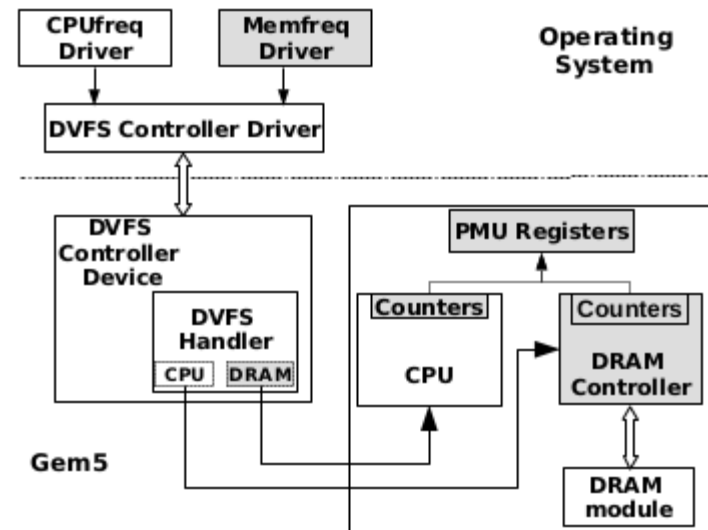 CPUfreq
Driver
Memfreq
Driver
Operating
System
DVFS Controller Driver
DVFS
Controller
Device
PMU Registers
DVFS
Handler
CPU
DRAM
Counters
CPU
Counters
DRAM
Controller
Gem5
DRAM
module